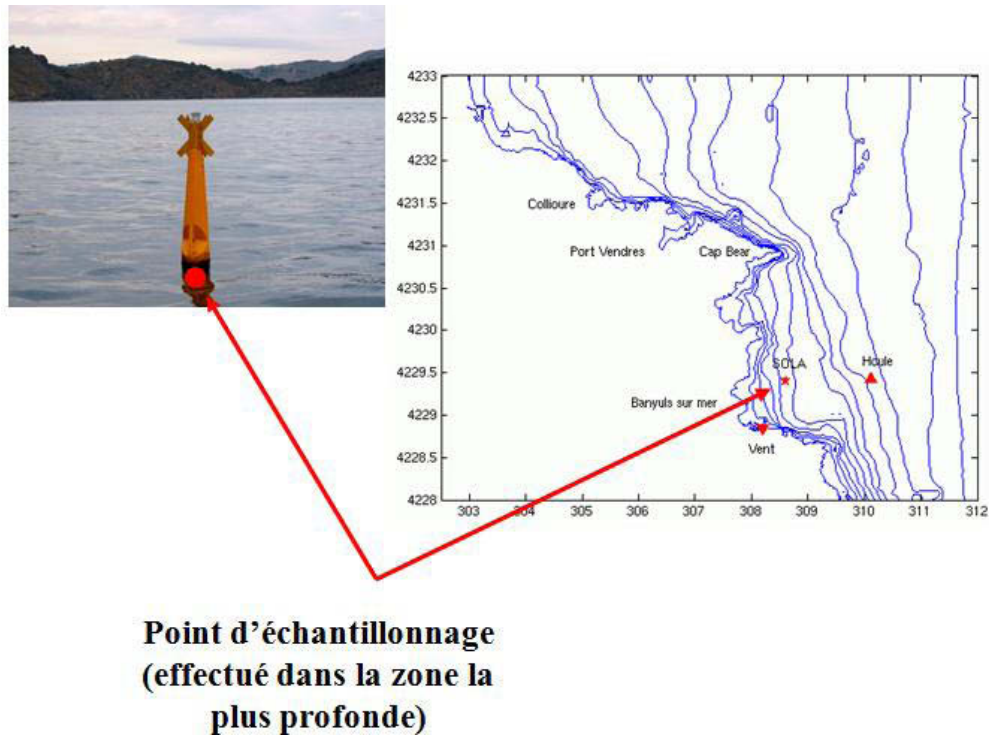 4233
4232.5
4232
4231.5
4231
4230.5
4230
4229.5
4229
4228.5
4228
303 304 305 306 307 308 309 310 311 312
Collioure
Port Vendres
Cap Bear
SOLA
Houle
Banyuls sur mer
Vent
Point d'échantillonnage
(effectué dans la zone la
plus profonde)